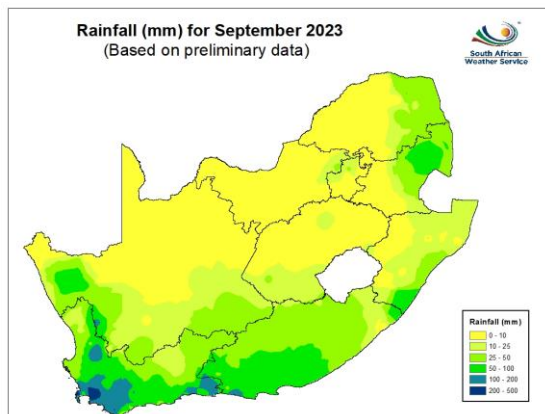 Rainfall (mm) for September 2023
(Based on preliminary data)
South African
Weather Service
Rainfall (mm)
0 - 10
10 - 25
25 - 50
50 - 100
100 - 200
200 - 500